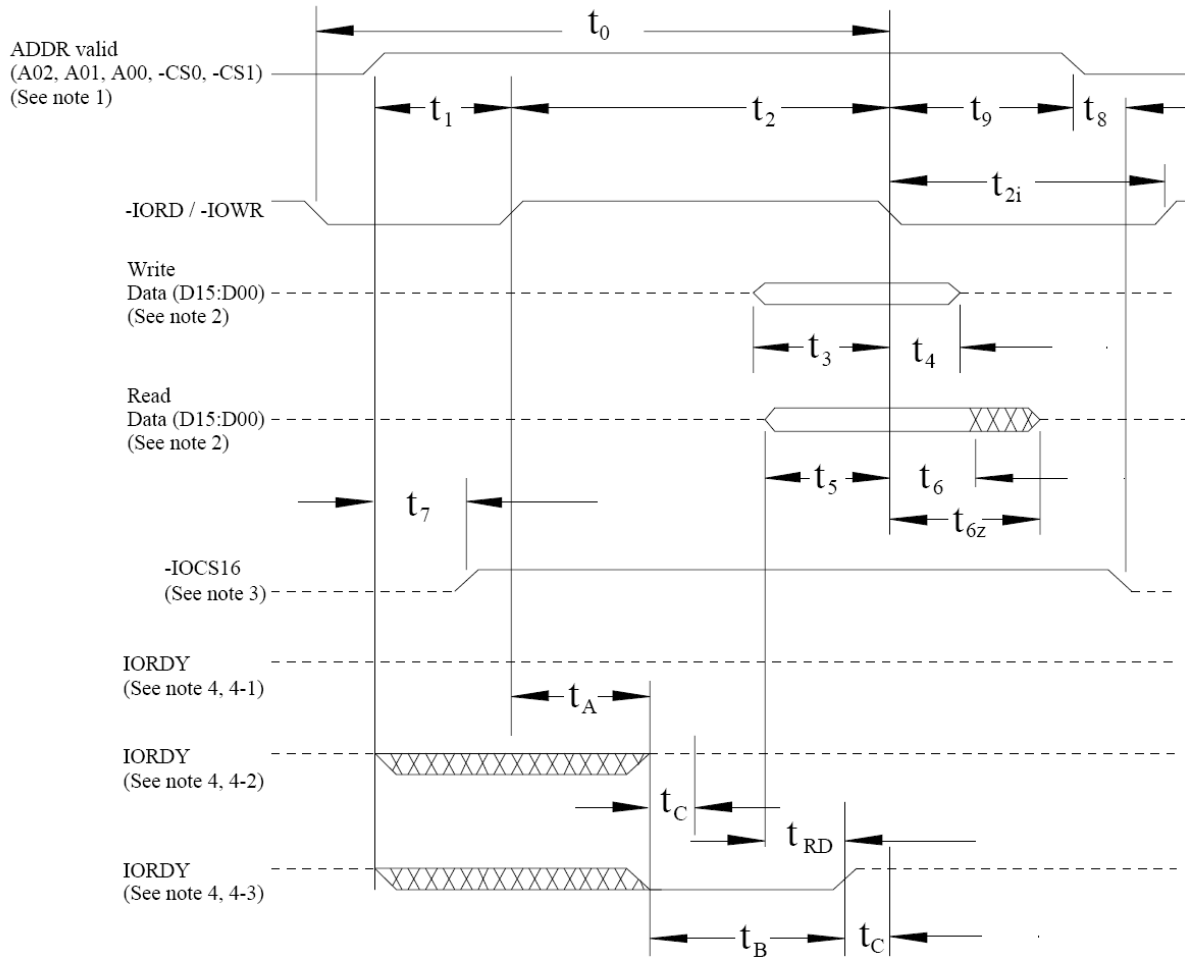 t0
ADDR valid
(A02, A01, A00, -CS0, -CS1)
(See note 1)
t1
t2
t9
t8
t2i
-IORD / -IOWR
Write
Data (D15:D00)
(See note 2)
t3
t4
Read
Data (D15:D00)
(See note 2)
t5
t6
t7
t6z
-IOCS16
(See note 3)
IORDY
(See note 4, 4-1)
tA
IORDY
(See note 4, 4-2)
tC
tRD
IORDY
(See note 4, 4-3)
tB
tC